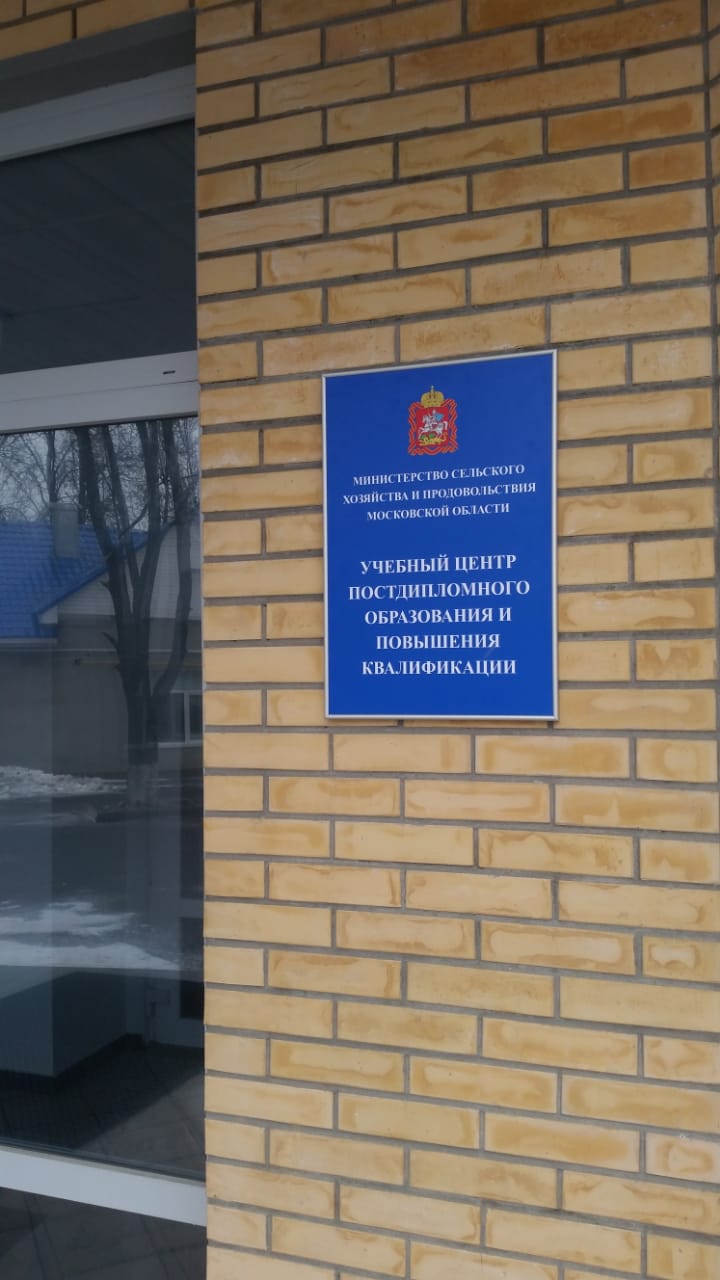 МИНИСТЕРСТВО СЕЛЬСКОГО
ХОЗЯЙСТВА И ПРОДОВОЛЬСТВИЯ
МОСКОВСКОЙ ОБЛАСТИ
УЧЕБНЫЙ ЦЕНТР
ПОСТДИПЛОМНОГО
ОБРАЗОВАНИЯ И
ПОВЫШЕНИЯ
КВАЛИФИКАЦИИ